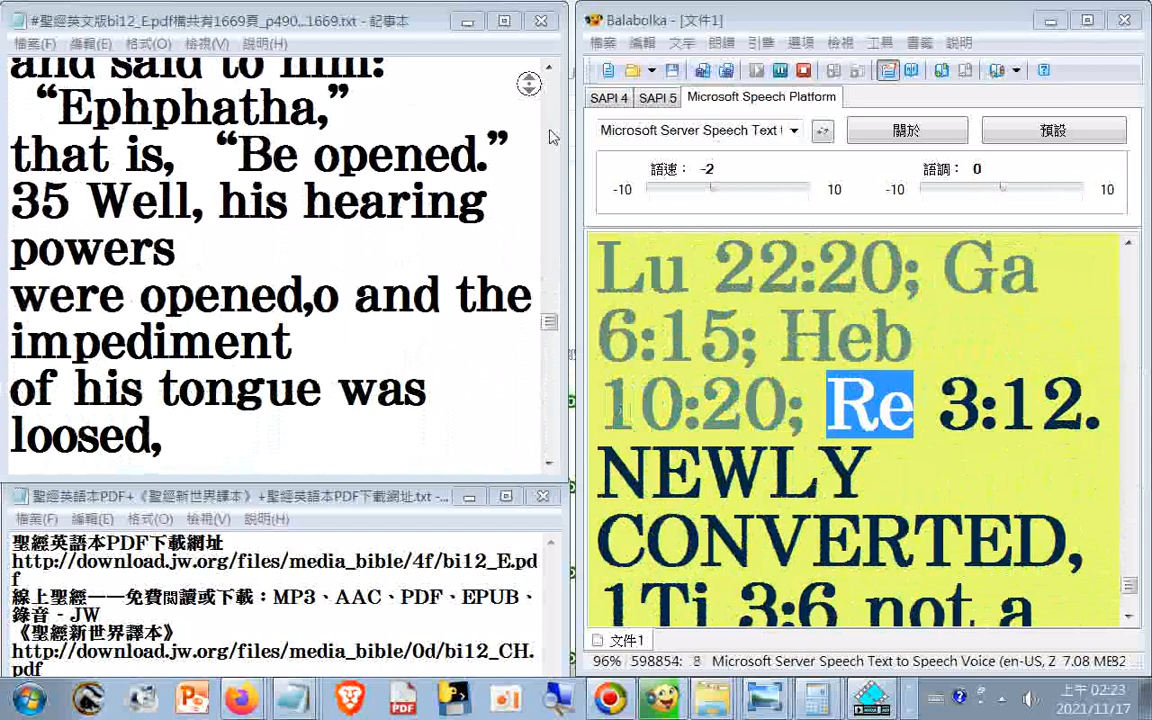 #聖經英文版bi12_E.pdf檔共有1669頁_p490...1669.txt - 記事本
檔案(F) 編輯(E) 格式(O) 檢視(V) 說明(H)
and said to him:
“Ephphatha,”
that is, “Be opened.”
35 Well, his hearing
powers
were opened,o and the
impediment
of his tongue was
loosed,
聖經英語本PDF+《聖經新世界譯本》+聖經英語本PDF下載網址.txt -...
檔案(F) 編輯(E) 格式(O) 檢視(V) 說明(H)
聖經英語本PDF下載網址
http://download.jw.org/files/media_bible/4f/bi12_E.pd
f
線上聖經——免費閱讀或下載：MP3、AAC、PDF、EPUB、
錄音 - JW
《聖經新世界譯本》
http://download.jw.org/files/media_bible/0d/bi12_CH.
pdf
Balabolka - [文件1]
檔案 編輯 文字 朗讀 引擎 選項 檢視 工具 書籤 說明
SAPI 4 SAPI 5 Microsoft Speech Platform
Microsoft Server Speech Text 關於 預設
語速： -2 語調： 0
-10 10 -10 10
Lu 22:20; Ga
6:15; Heb
10:20; Re 3:12.
NEWLY
CONVERTED,
1Ti 3:6 not a
文件1
96% 598854: 8 Microsoft Server Speech Text to Speech Voice (en-US, Z 7.08 MB
上午 02:23
2021/11/17